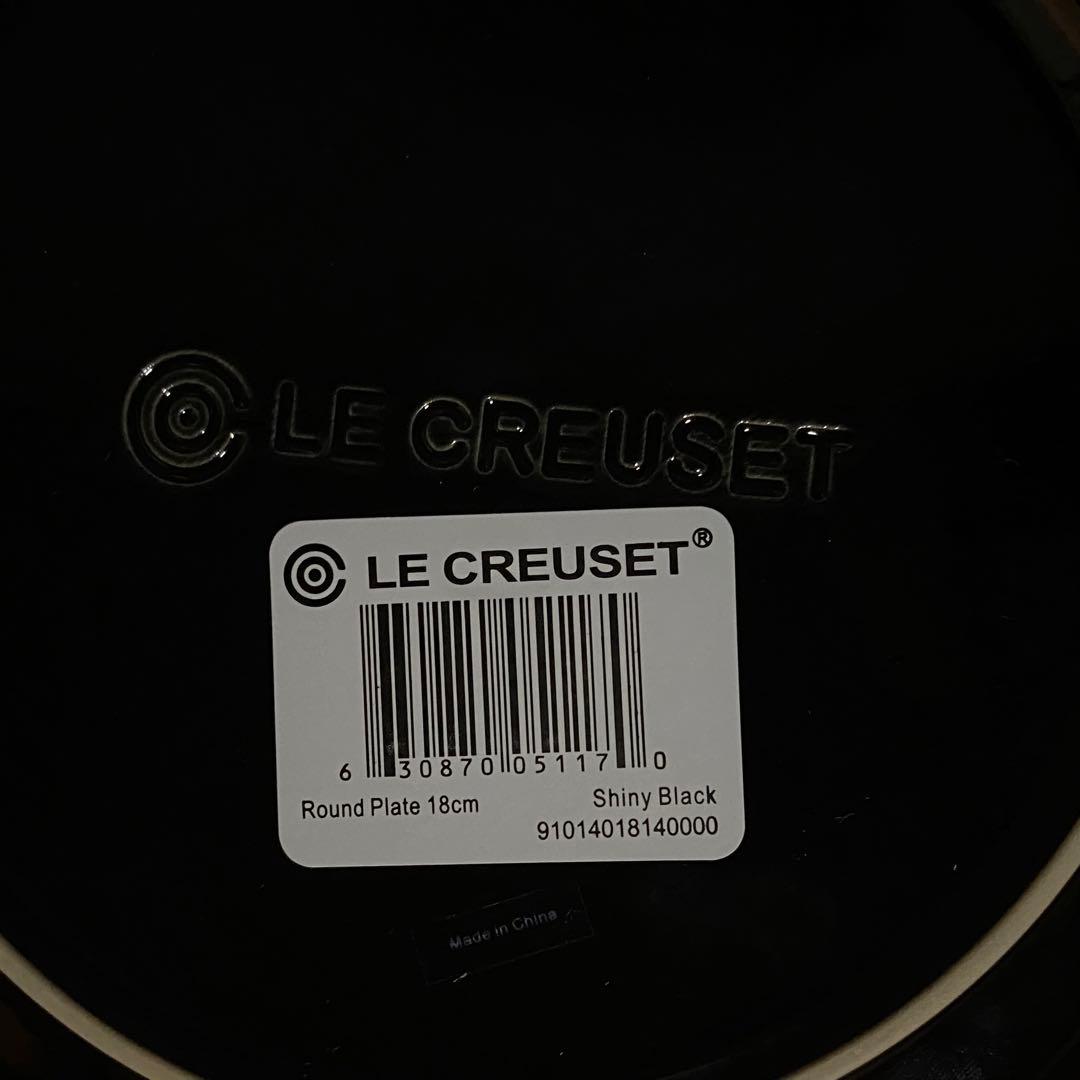 LE CREUSET
LE CREUSET®
6 30870 05117 0
Round Plate 18cm
Shiny Black
91014018140000
Made in China